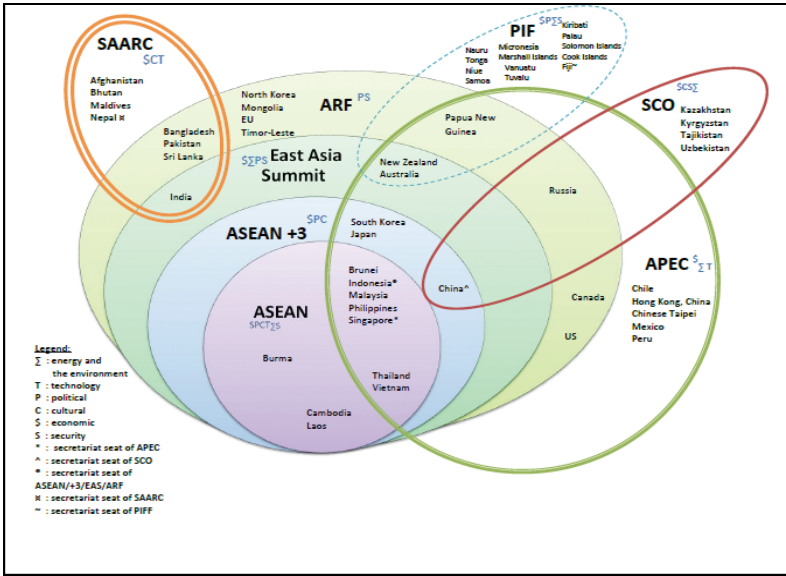 SAARC
$CT
Afghanistan
Bhutan
Maldives
Nepal ¤
Bangladesh
Pakistan
Sri Lanka
India
North Korea
Mongolia
EU
Timor-Leste
ARF PS
PIF $P∑S
Nauru
Tonga
Niue
Samoa
Micronesia
Marshall Islands
Vanuatu
Tuvalu
Kiribati
Palau
Solomon Islands
Cook Islands
Fiji~
Papua New
Guinea
SCO
$CS∑
Kazakhstan
Kyrgyzstan
Tajikistan
Uzbekistan
$∑PS East Asia
Summit
New Zealand
Australia
Russia
ASEAN +3 $PC
South Korea
Japan
APEC $∑ T
Chile
Hong Kong, China
Chinese Taipei
Mexico
Peru
Brunei
Indonesia*
Malaysia
Philippines
Singapore*
China^
Canada
US
ASEAN
$PCT∑S
Burma
Thailand
Vietnam
Cambodia
Laos
Legend:
∑ : energy and
the environment
T : technology
P : political
C : cultural
$ : economic
S : security
* : secretariat seat of APEC
^ : secretariat seat of SCO
* : secretariat seat of
ASEAN/+3/EAS/ARF
¤ : secretariat seat of SAARC
~ : secretariat seat of PIFF